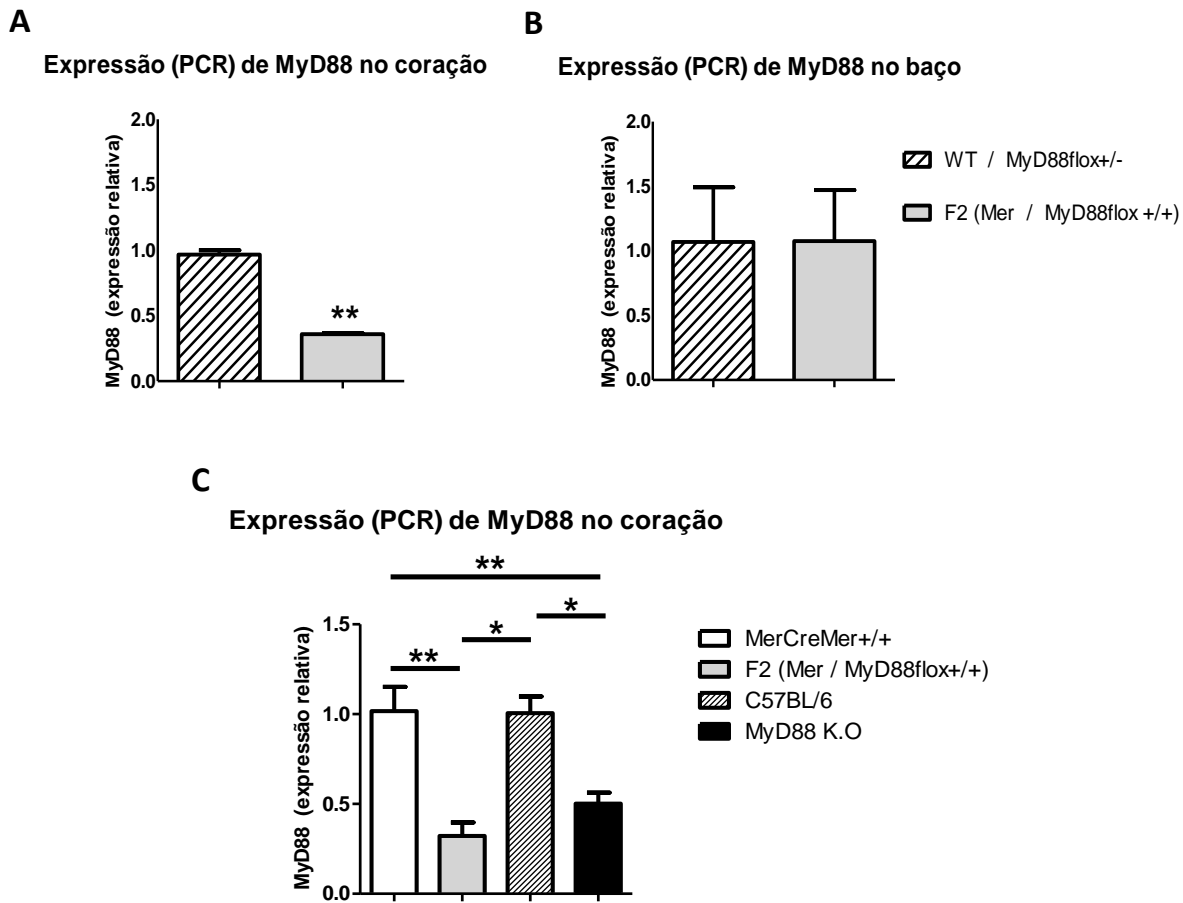 A
Expressão (PCR) de MyD88 no coração
MyD88 (expressão relativa)
2.0
1.5
1.0
0.5
0.0
**
B
Expressão (PCR) de MyD88 no baço
MyD88 (expressão relativa)
2.0
1.5
1.0
0.5
0.0
WT / MyD88flox+/-
F2 (Mer / MyD88flox +/+)
C
Expressão (PCR) de MyD88 no coração
MyD88 (expressão relativa)
1.5
1.0
0.5
0.0
**
*
*
**
MerCreMer+/+
F2 (Mer / MyD88flox+/+)
C57BL/6
MyD88 K.O